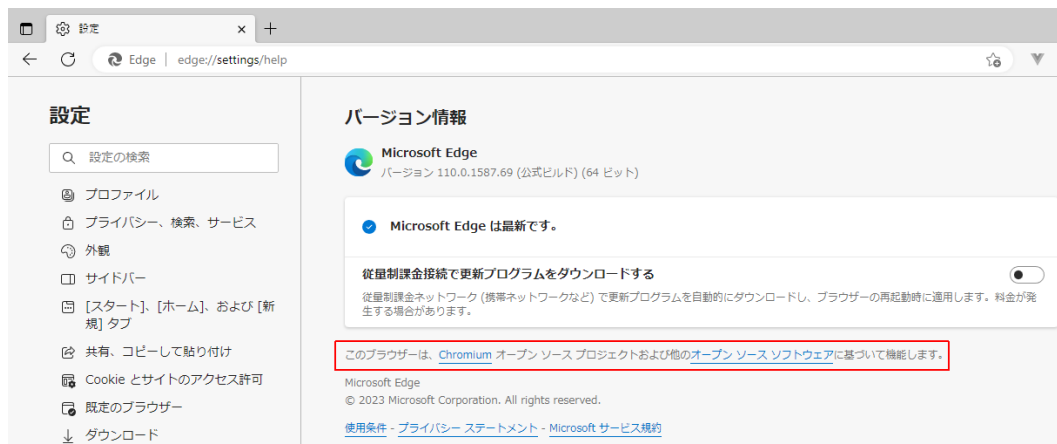 設定
Edge | edge://settings/help
設定
設定の検索
プロファイル
プライバシー、検索、サービス
外観
サイドバー
[スタート]、[ホーム]、および [新
規] タブ
共有、コピーして貼り付け
Cookie とサイトのアクセス許可
既定のブラウザー
ダウンロード
バージョン情報
Microsoft Edge
バージョン 110.0.1587.69 (公式ビルド) (64 ビット)
Microsoft Edge は最新です。
従量制課金接続で更新プログラムをダウンロードする
従量制課金ネットワーク (携帯ネットワークなど) で更新プログラムを自動的にダウンロードし、ブラウザーの再起動時に適用します。料金が発
生する場合があります。
このブラウザーは、Chromium オープン ソース プロジェクトおよび他のオープン ソース ソフトウェアに基づいて機能します。
Microsoft Edge
© 2023 Microsoft Corporation. All rights reserved.
使用条件 - プライバシー ステートメント - Microsoft サービス規約